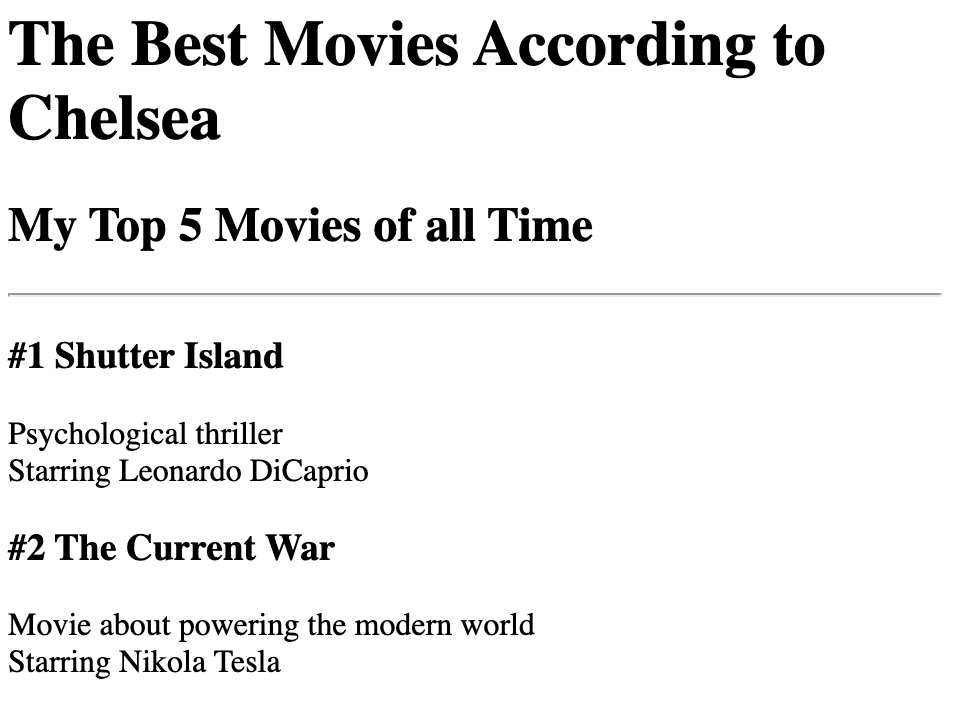 The Best Movies According to
Chelsea
My Top 5 Movies of all Time
#1 Shutter Island
Psychological thriller
Starring Leonardo DiCaprio
#2 The Current War
Movie about powering the modern world
Starring Nikola Tesla